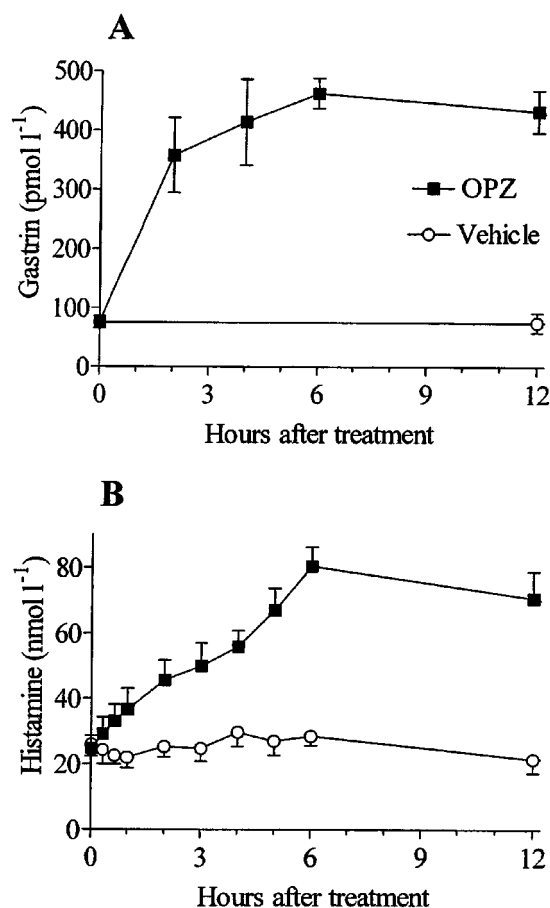 A
500
400
300
200
100
0
Gastrin (pmol l⁻¹)
OPZ
Vehicle
0 3 6 9 12
Hours after treatment
B
80
60
40
20
0
Histamine (nmol l⁻¹)
0 3 6 9 12
Hours after treatment